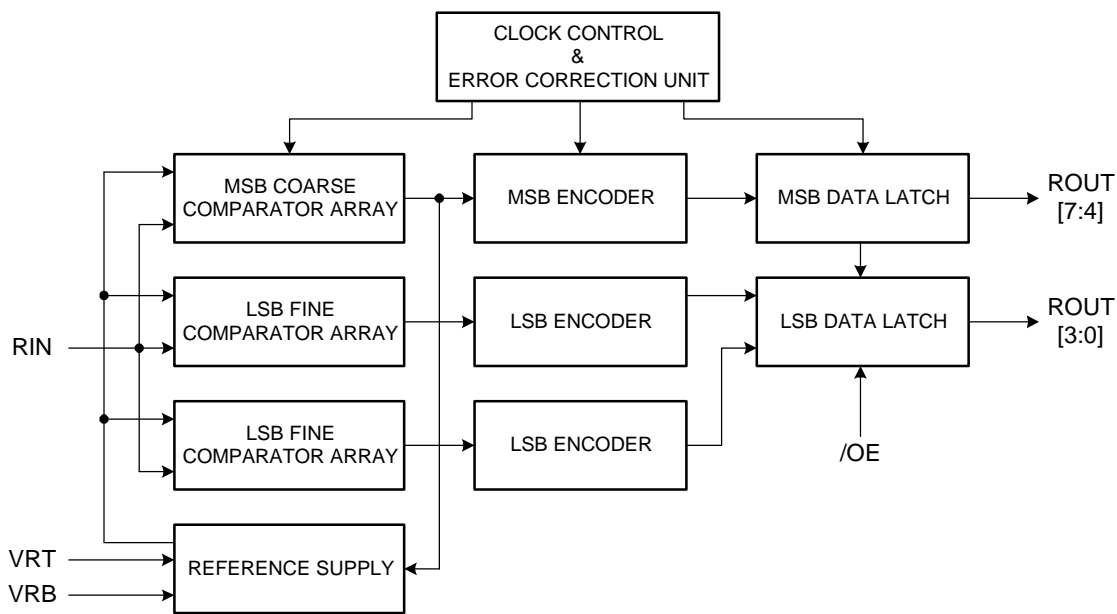 CLOCK CONTROL
&
ERROR CORRECTION UNIT
MSB COARSE
COMPARATOR ARRAY
MSB ENCODER
MSB DATA LATCH
ROUT
[7:4]
LSB FINE
COMPARATOR ARRAY
LSB ENCODER
LSB DATA LATCH
ROUT
[3:0]
RIN
LSB FINE
COMPARATOR ARRAY
LSB ENCODER
/OE
VRT
VRB
REFERENCE SUPPLY